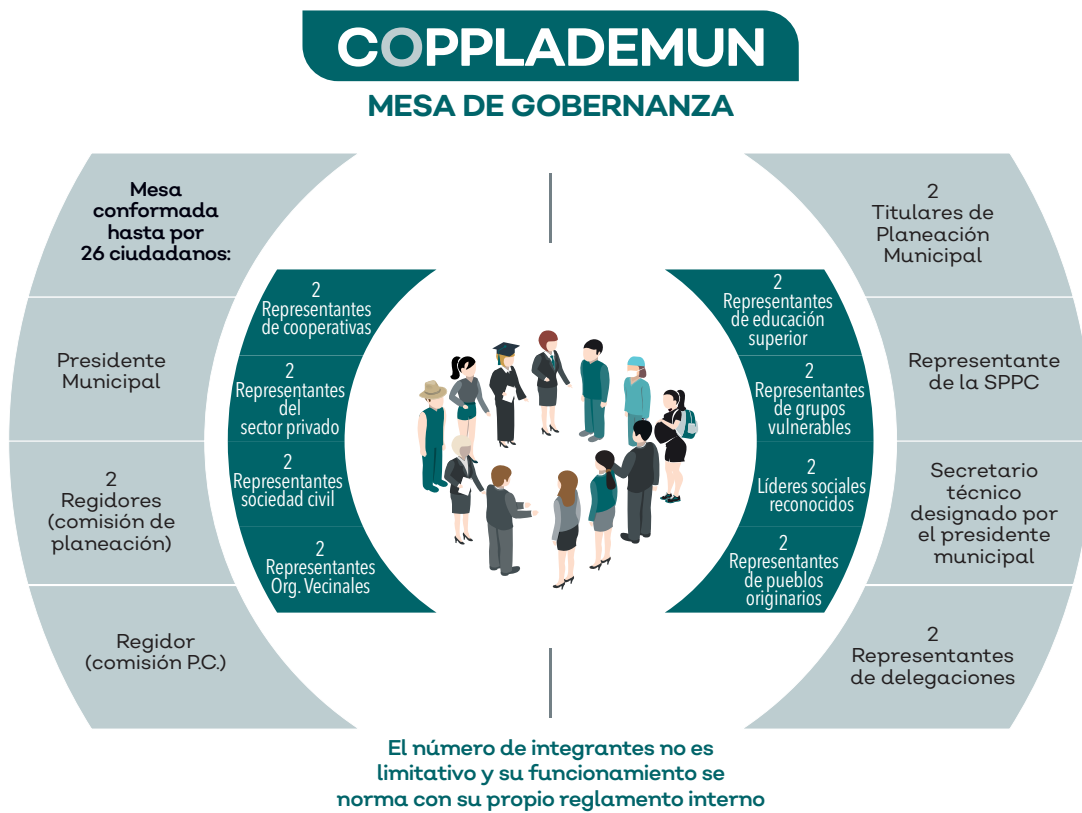 COPPLADEMUN
MESA DE GOBERNANZA
Mesa
conformada
hasta por
26 ciudadanos:
Presidente
Municipal
2
Regidores
(comisión de
planeación)
Regidor
(comisión P.C.)
2
Representantes
de cooperativas
2
Representantes
del
sector privado
2
Representantes
sociedad civil
2
Representantes
Org. Vecinales
2
Representantes
de educación
superior
2
Representantes
de grupos
vulnerables
2
Líderes sociales
reconocidos
2
Representantes
de pueblos
originarios
2
Titulares de
Planeación
Municipal
Representante
de la SPPC
Secretario
técnico
designado por
el presidente
municipal
2
Representantes
de delegaciones
El número de integrantes no es
limitativo y su funcionamiento se
norma con su propio reglamento interno